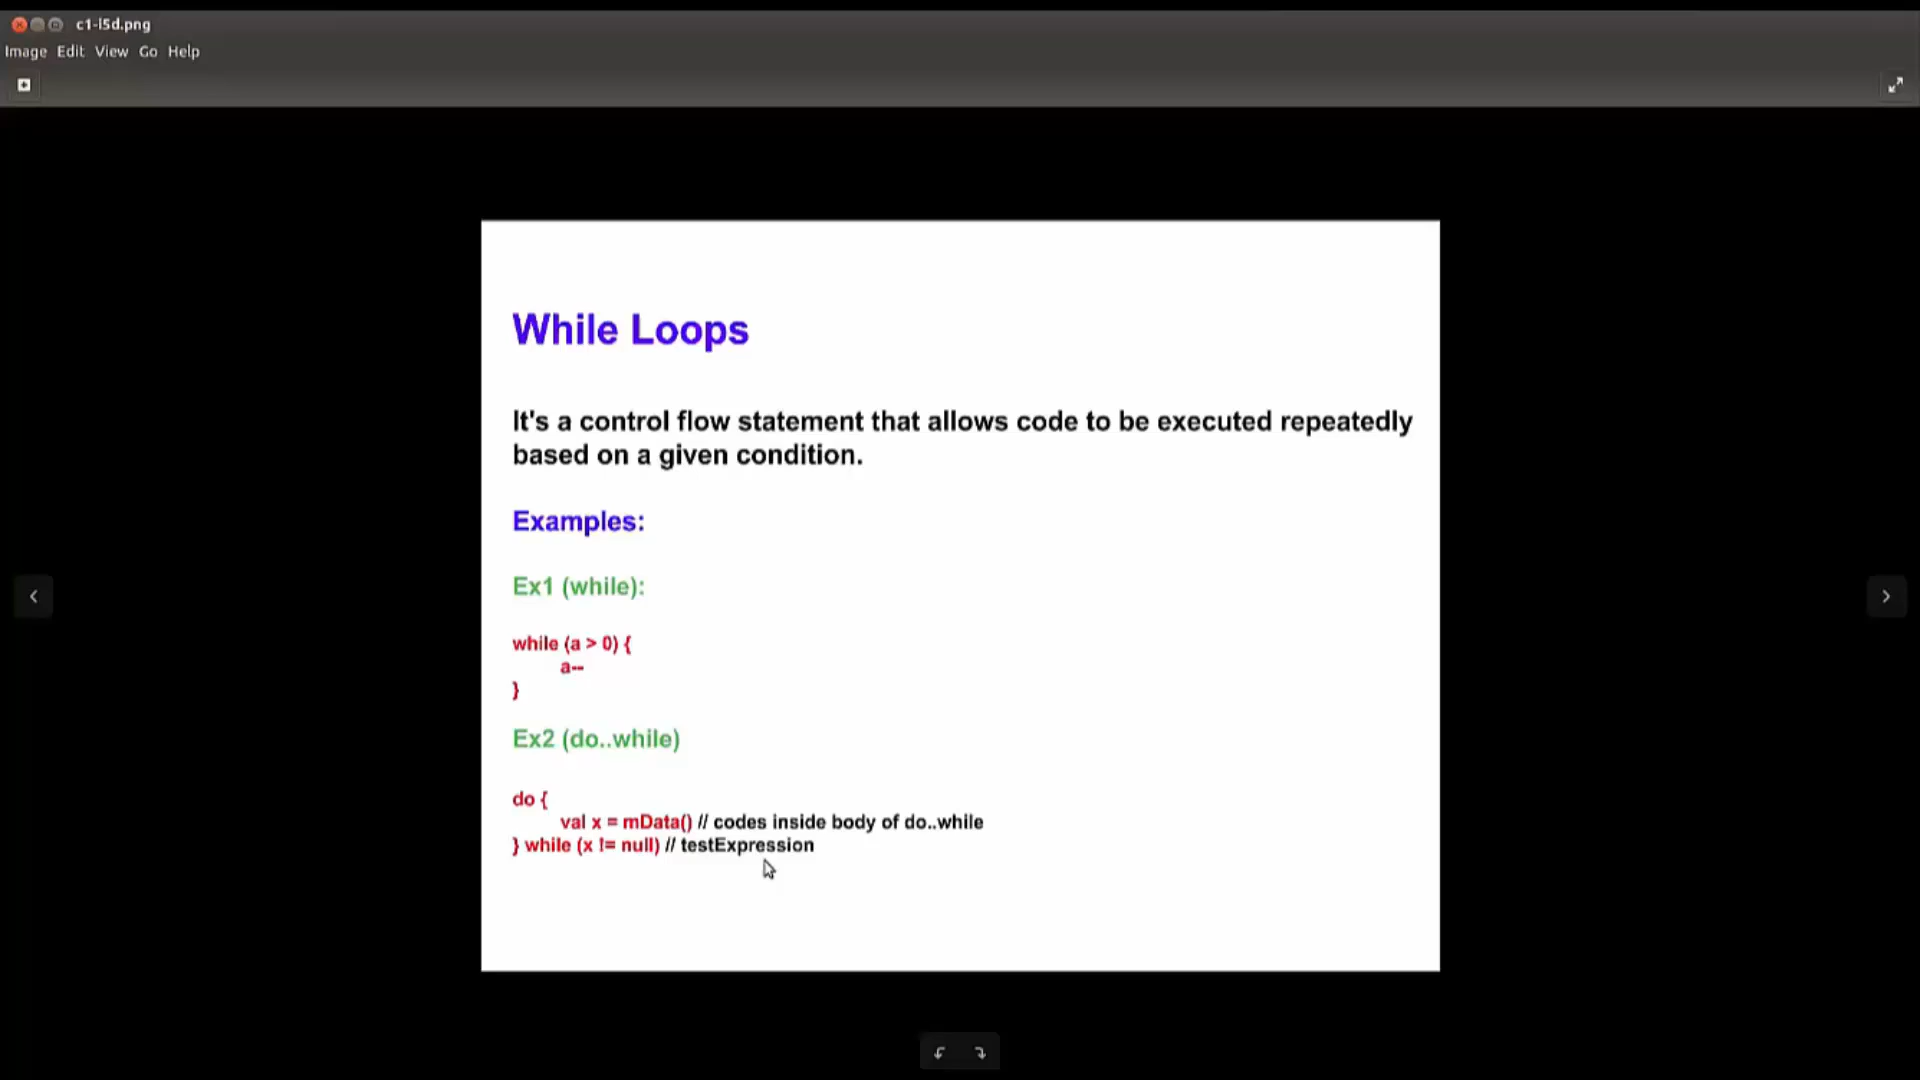 c1-l5d.png
Image Edit View Go Help
While Loops
It's a control flow statement that allows code to be executed repeatedly
based on a given condition.
Examples:
Ex1 (while):
while (a > 0) {
a--
}
Ex2 (do..while)
do {
val x = mData() // codes inside body of do..while
} while (x != null) // testExpression